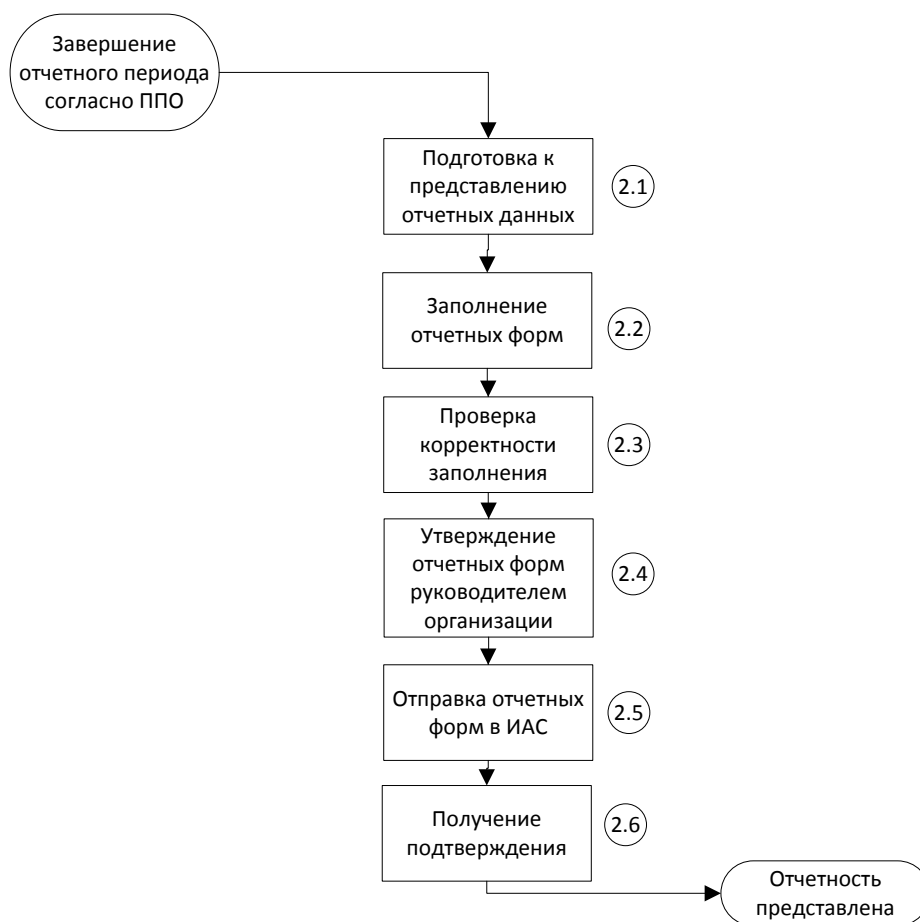 Завершение
отчетного периода
согласно ППО
Подготовка к
представлению
отчетных данных
2.1
Заполнение
отчетных форм
2.2
Проверка
корректности
заполнения
2.3
Утверждение
отчетных форм
руководителем
организации
2.4
Отправка отчетных
форм в ИАС
2.5
Получение
подтверждения
2.6
Отчетность
представлена